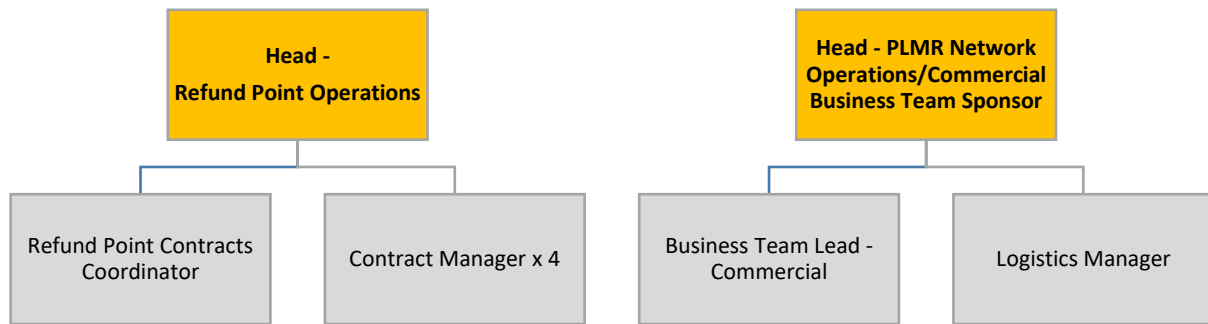 Head -
Refund Point Operations
Head - PLMR Network
Operations/Commercial
Business Team Sponsor
Refund Point Contracts
Coordinator
Contract Manager x 4
Business Team Lead -
Commercial
Logistics Manager